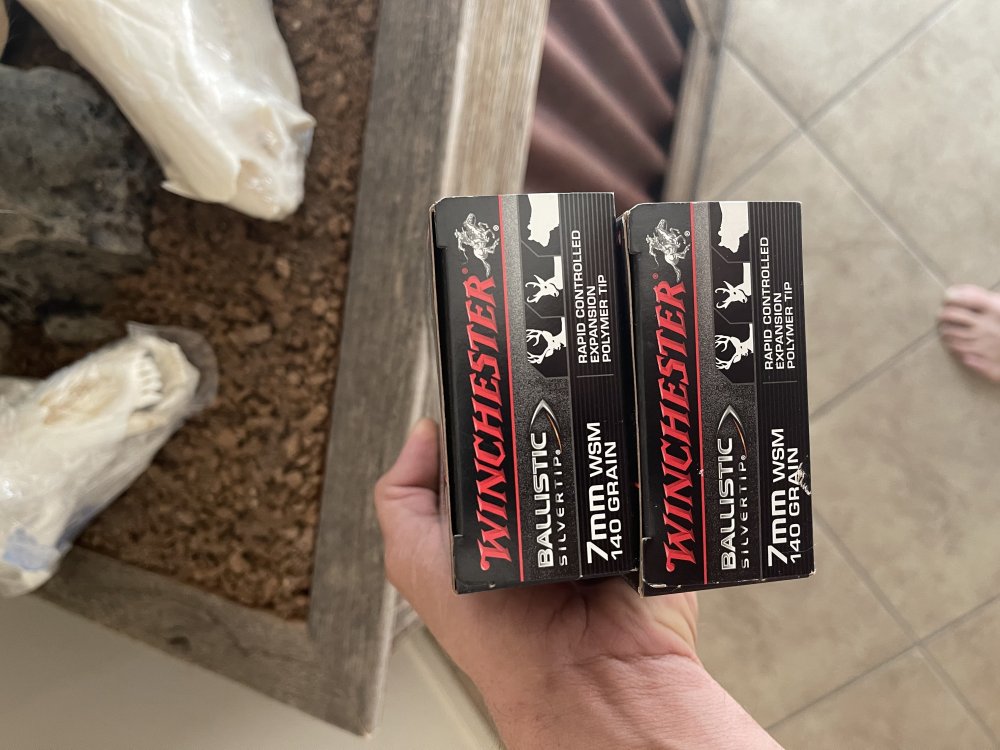 WINCHESTER®
BALLISTIC
SILVERTIP®
RAPID CONTROLLED
EXPANSION
POLYMER TIP
7mm WSM
140 GRAIN
WINCHESTER®
BALLISTIC
SILVERTIP®
RAPID CONTROLLED
EXPANSION
POLYMER TIP
7mm WSM
140 GRAIN